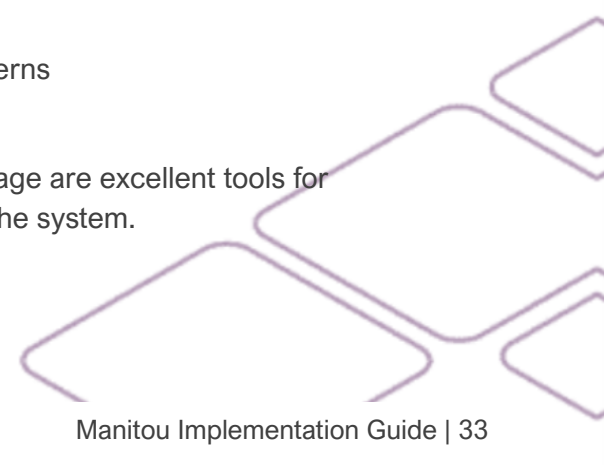 erns
age are excellent tools for
he system.
Manitou Implementation Guide | 33